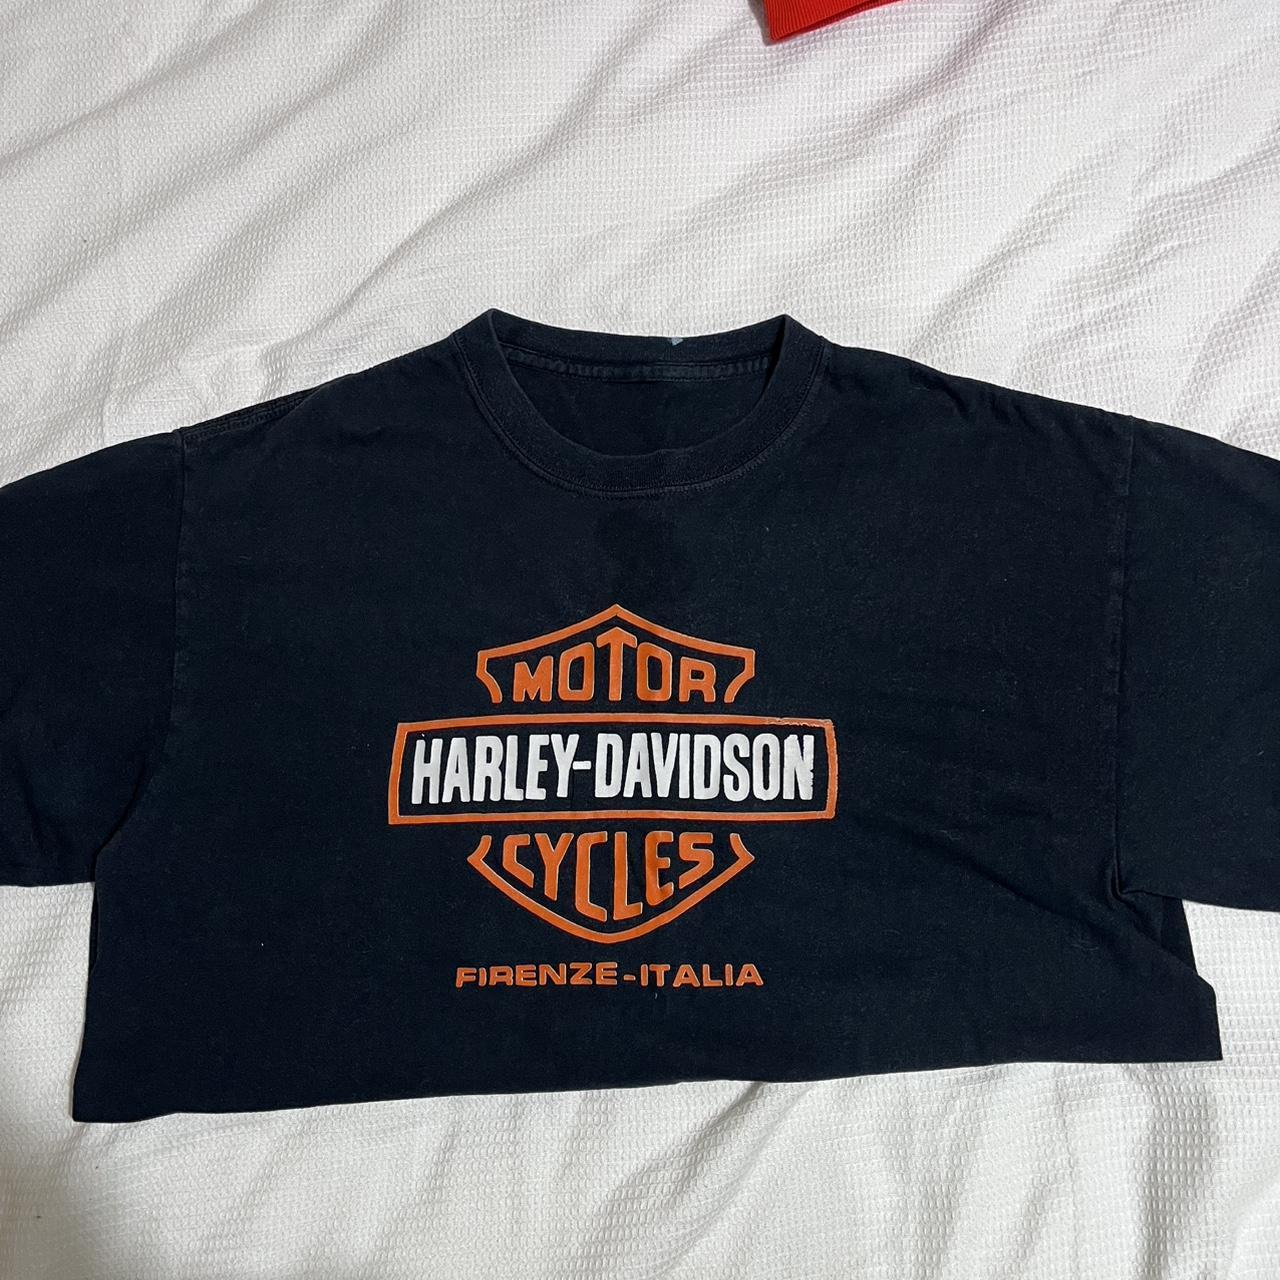 MOTOR
HARLEY-DAVIDSON
CYCLES
FIRENZE-ITALIA